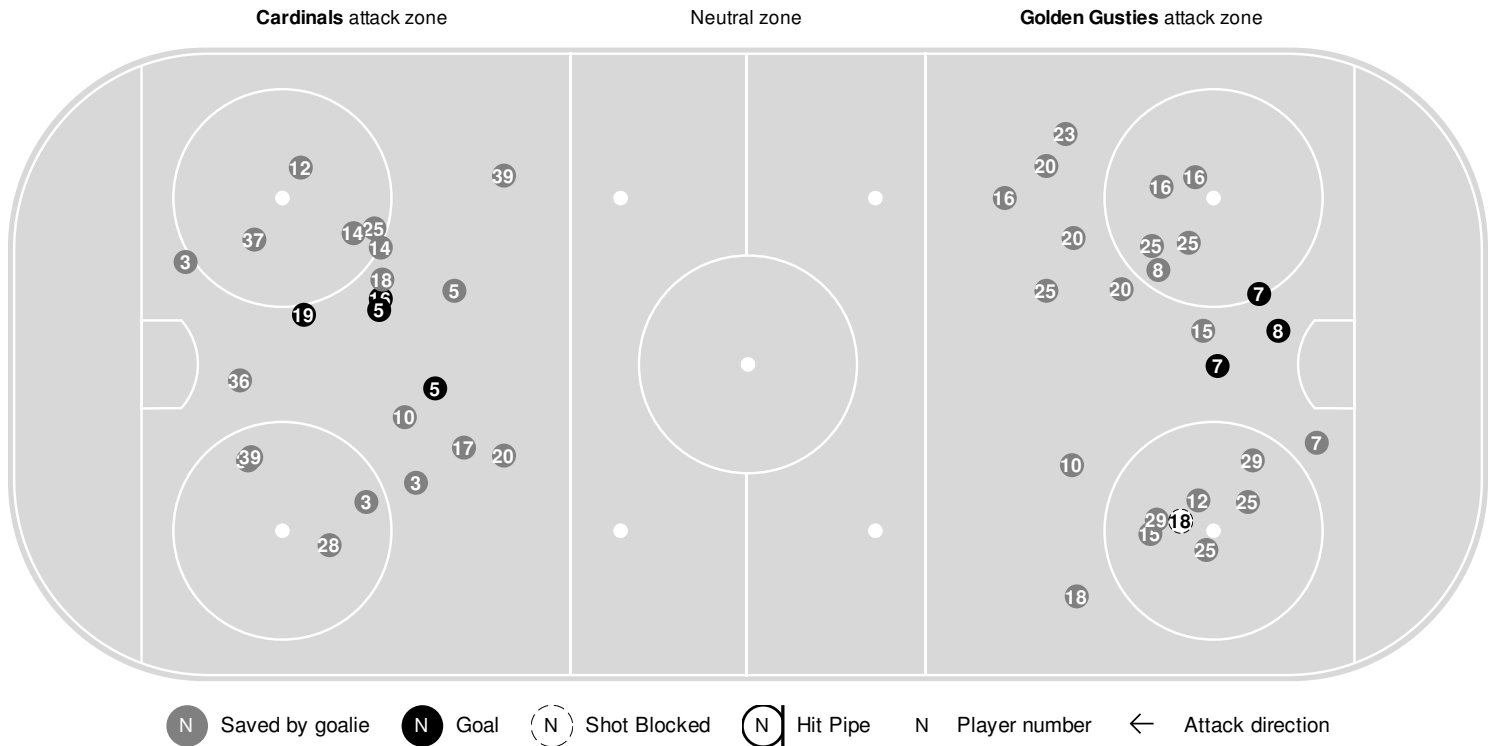 Cardinals attack zone Neutral zone Golden Gusties attack zone
23
12 20
39 16 16
16
25
14 37 14 20 25 25
3 8
18 5 25 20 7
16
5 19 15 8
7
36 5
10 7
17
39 20 29 10
3
3 12 25
29 18
28 15 25
18
N Saved by goalie N Goal N Shot Blocked N Hit Pipe N Player number ← Attack direction